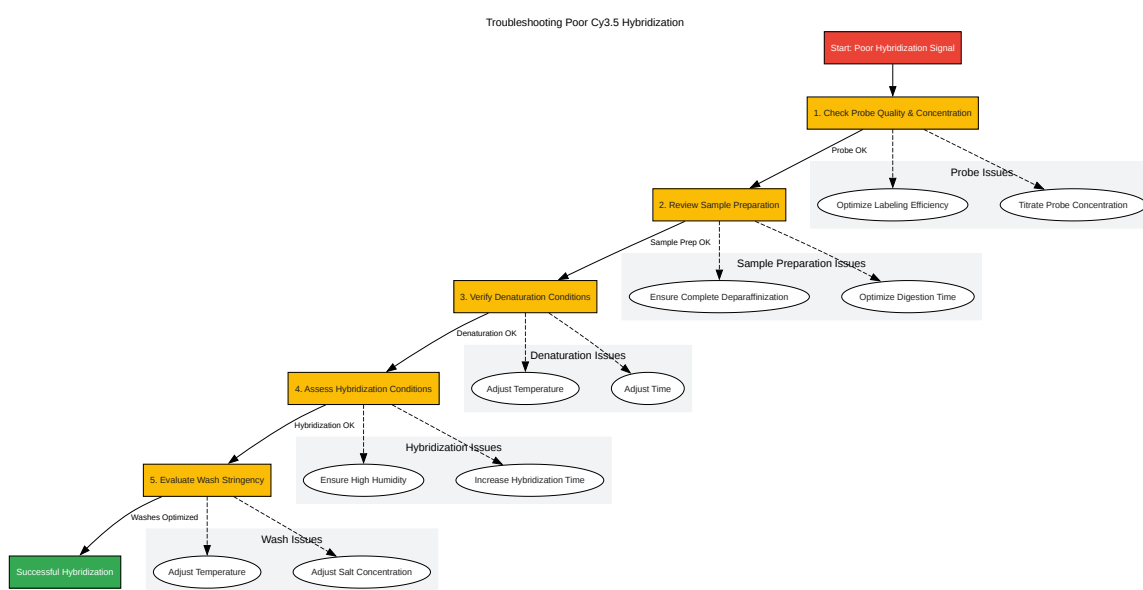 Troubleshooting Poor Cy3.5 Hybridization
Start: Poor Hybridization Signal
1. Check Probe Quality & Concentration
Probe OK
Probe Issues
2. Review Sample Preparation
Optimize Labeling Efficiency
Titrate Probe Concentration
Sample Prep OK
Sample Preparation Issues
3. Verify Denaturation Conditions
Ensure Complete Deparaffinization
Optimize Digestion Time
Denaturation OK
Denaturation Issues
4. Assess Hybridization Conditions
Adjust Temperature
Adjust Time
Hybridization OK
Hybridization Issues
5. Evaluate Wash Stringency
Ensure High Humidity
Increase Hybridization Time
Washes Optimized
Wash Issues
Successful Hybridization
Adjust Temperature
Adjust Salt Concentration